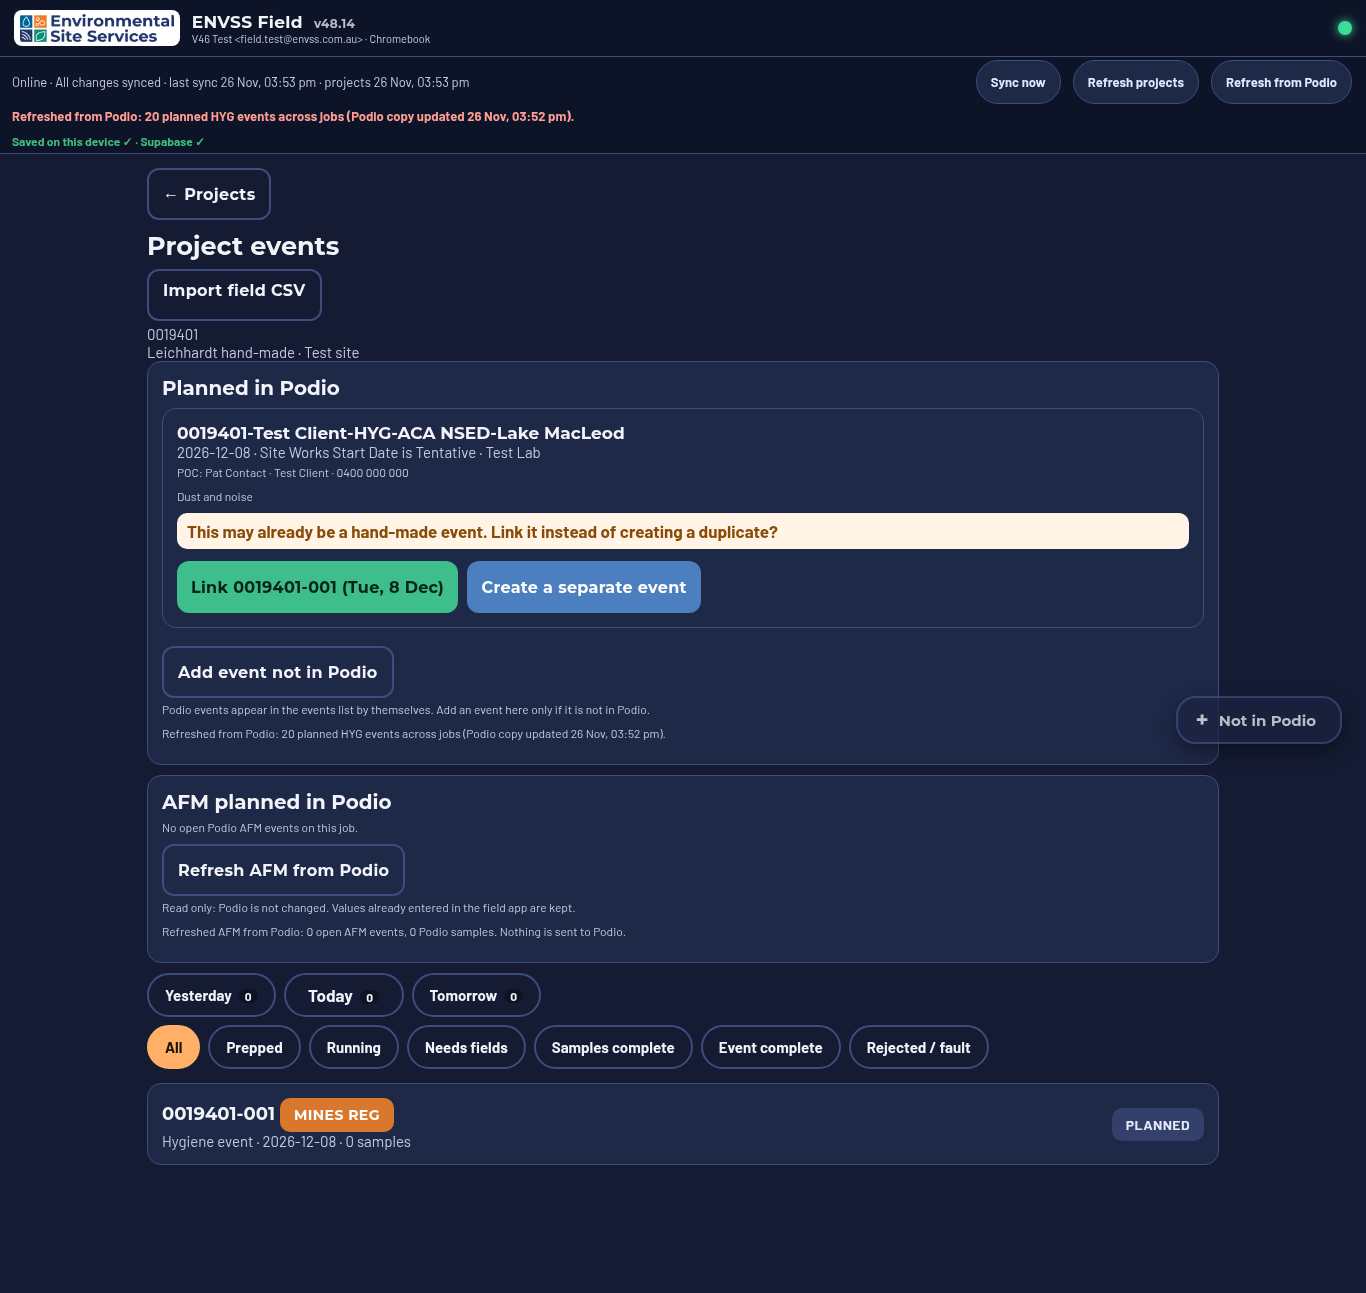 Environmental
Site Services
ENVSS Field v48.14
V46 Test <field.test@envss.com.au> · Chromebook
Online · All changes synced · last sync 26 Nov, 03:53 pm · projects 26 Nov, 03:53 pm
Sync now
Refresh projects
Refresh from Podio
Refreshed from Podio: 20 planned HYG events across jobs (Podio copy updated 26 Nov, 03:52 pm).
Saved on this device ✓ · Supabase ✓
← Projects
Project events
Import field CSV
0019401
Leichhardt hand-made · Test site
Planned in Podio
0019401-Test Client-HYG-ACA NSED-Lake MacLeod
2026-12-08 · Site Works Start Date is Tentative · Test Lab
POC: Pat Contact · Test Client · 0400 000 000
Dust and noise
This may already be a hand-made event. Link it instead of creating a duplicate?
Link 0019401-001 (Tue, 8 Dec)
Create a separate event
Add event not in Podio
Podio events appear in the events list by themselves. Add an event here only if it is not in Podio.
+ Not in Podio
Refreshed from Podio: 20 planned HYG events across jobs (Podio copy updated 26 Nov, 03:52 pm).
AFM planned in Podio
No open Podio AFM events on this job.
Refresh AFM from Podio
Read only: Podio is not changed. Values already entered in the field app are kept.
Refreshed AFM from Podio: 0 open AFM events, 0 Podio samples. Nothing is sent to Podio.
Yesterday 0
Today 0
Tomorrow 0
All
Prepped
Running
Needs fields
Samples complete
Event complete
Rejected / fault
0019401-001 MINES REG
Hygiene event · 2026-12-08 · 0 samples
PLANNED